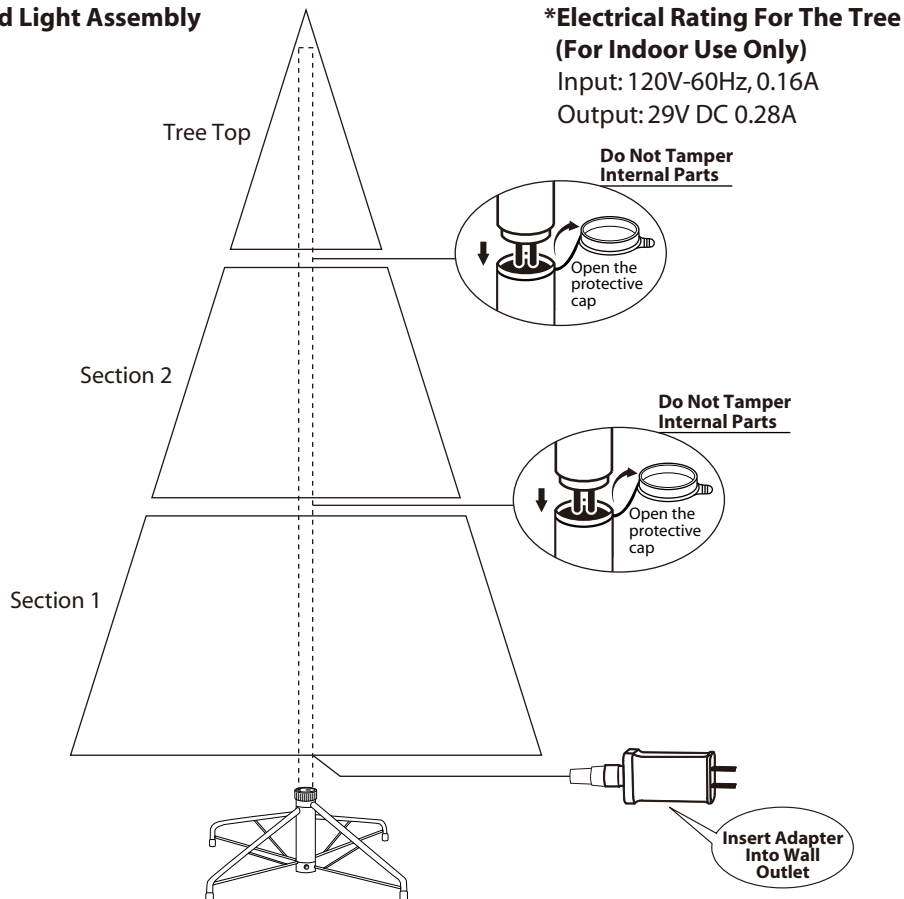 d Light Assembly
*Electrical Rating For The Tree
(For Indoor Use Only)
Input: 120V-60Hz, 0.16A
Output: 29V DC 0.28A
Tree Top
Do Not Tamper
Internal Parts
Open the
protective
cap
Section 2
Do Not Tamper
Internal Parts
Open the
protective
cap
Section 1
Insert Adapter
Into Wall
Outlet